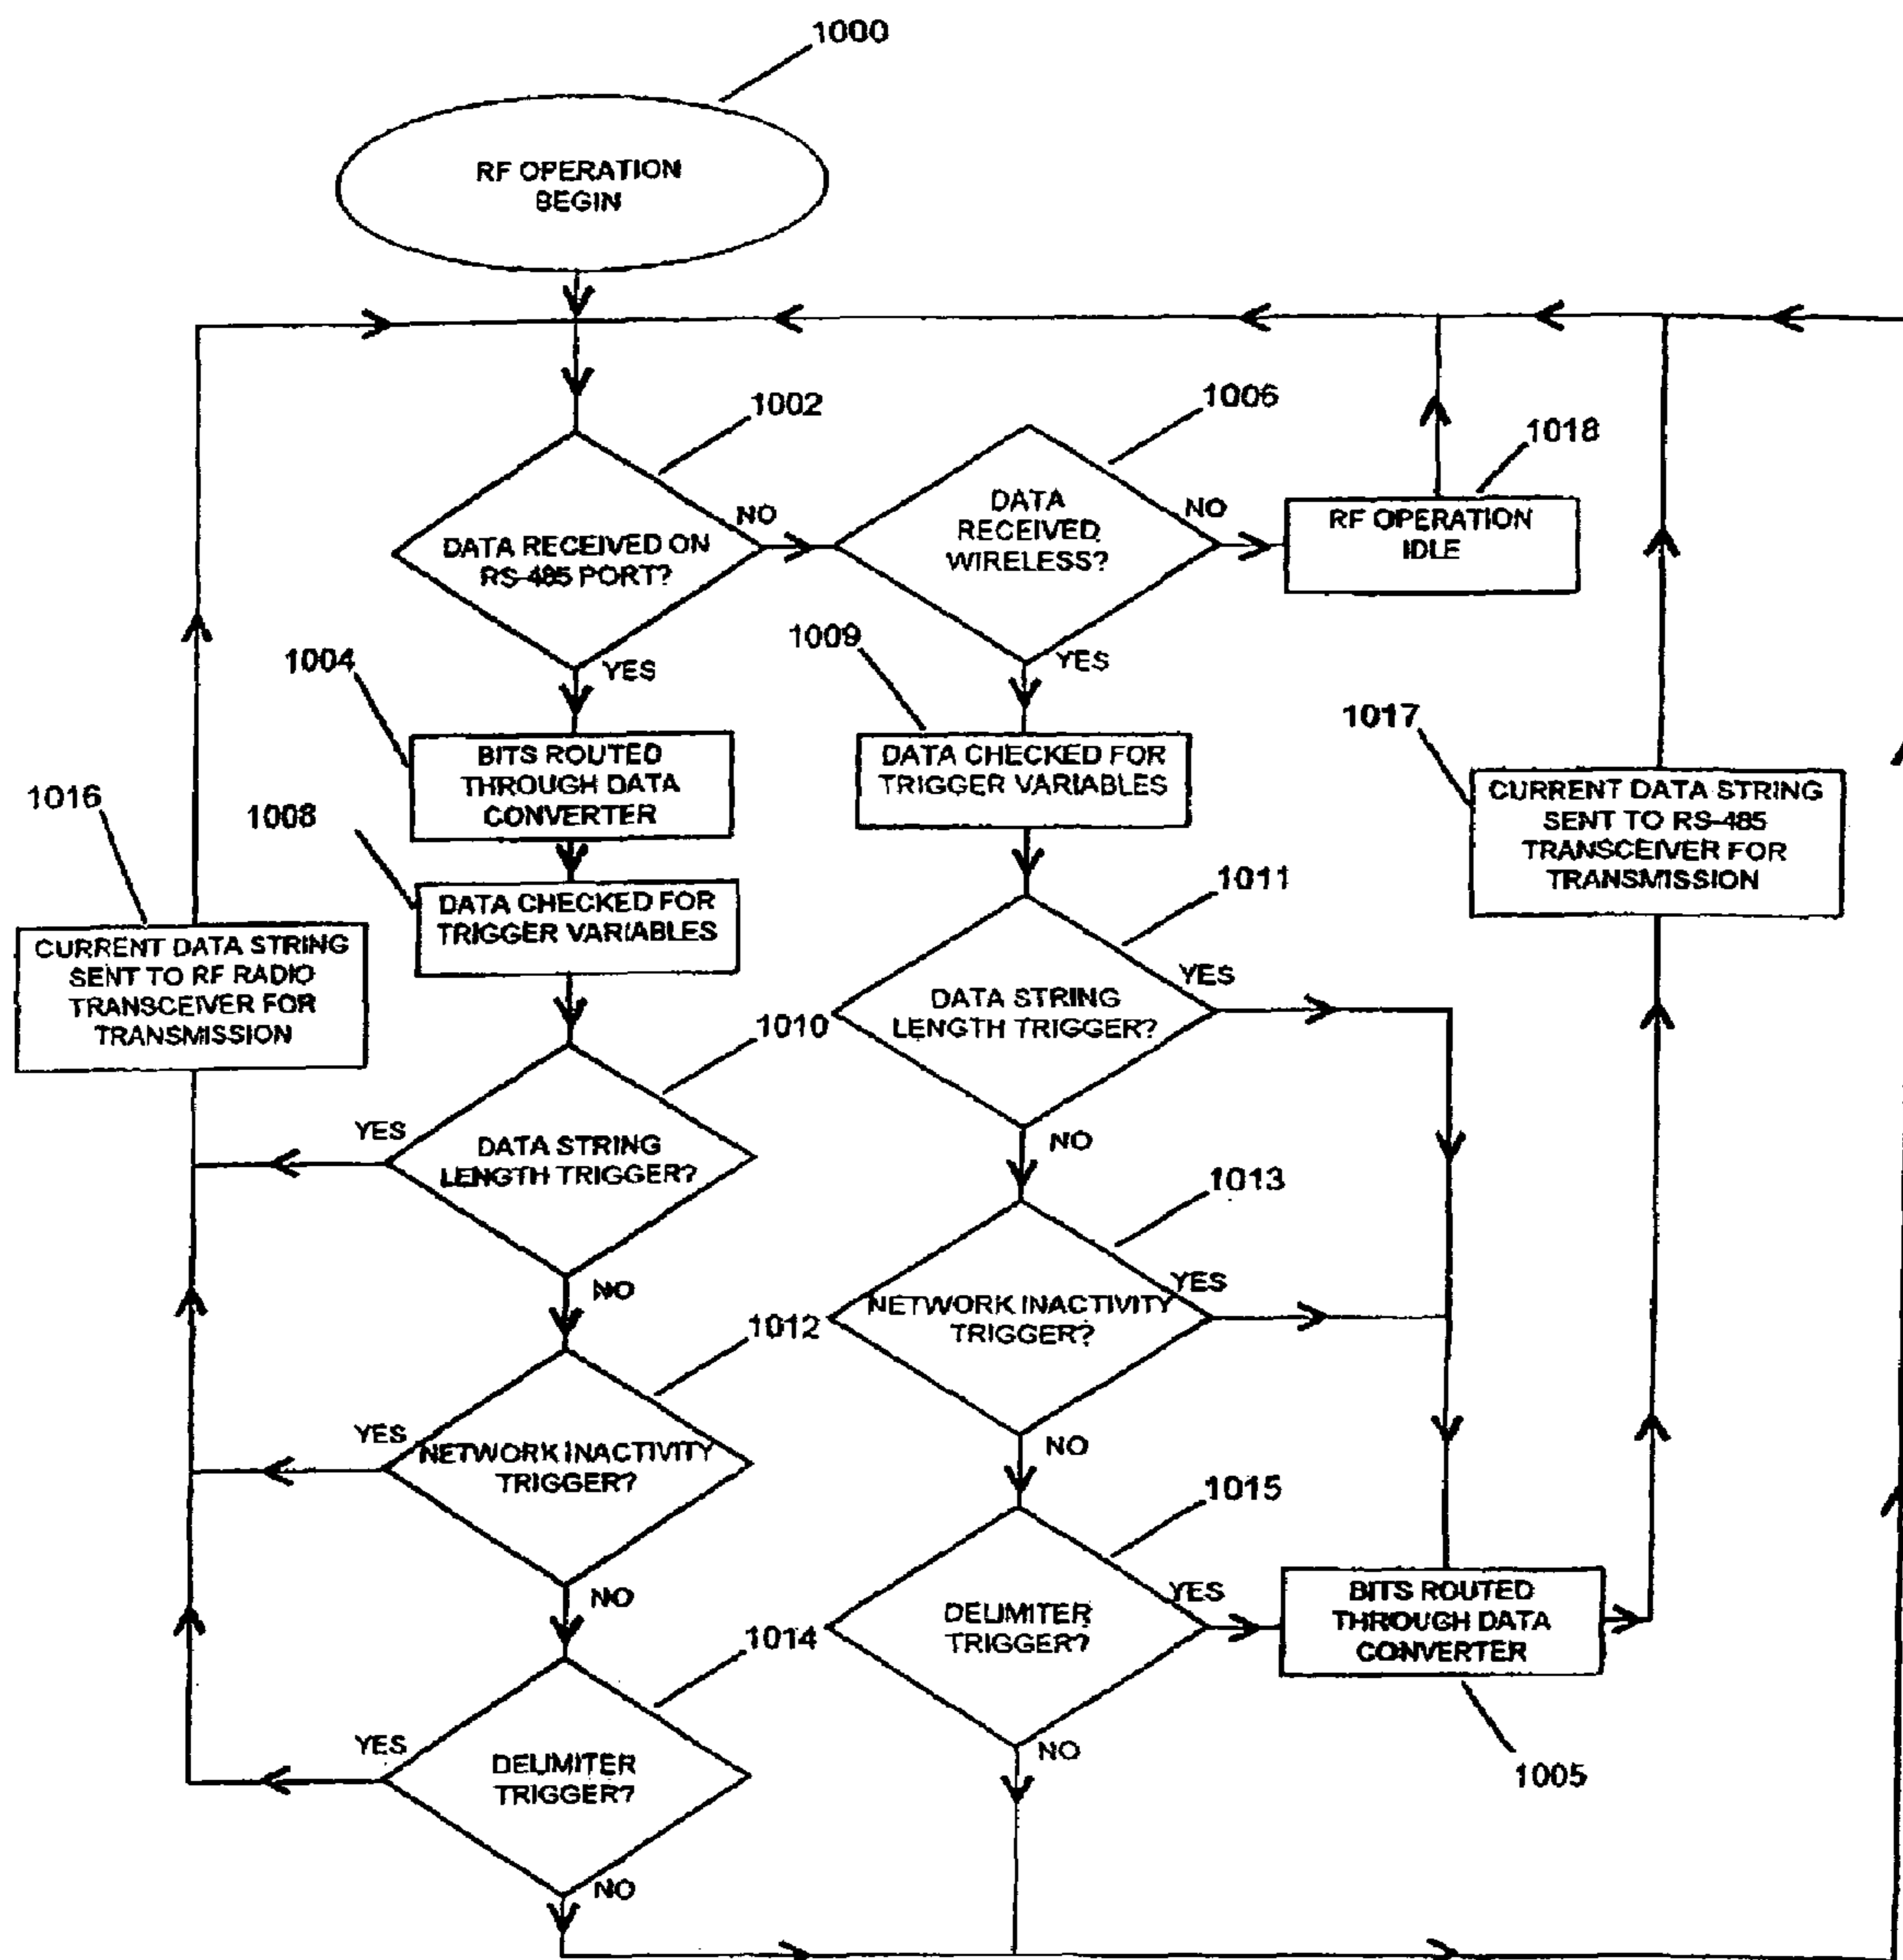 1000
RF OPERATION
BEGIN
1002
1006
1018
DATA RECEIVED ON
RS-485 PORT?
NO
DATA
RECEIVED
WIRELESS?
NO
RF OPERATION
IDLE
YES
YES
1004
1009
1017
BITS ROUTED
THROUGH DATA
CONVERTER
DATA CHECKED FOR
TRIGGER VARIABLES
CURRENT DATA STRING
SENT TO RS-485
TRANSCEIVER FOR
TRANSMISSION
1016
1008
DATA CHECKED FOR
TRIGGER VARIABLES
1011
CURRENT DATA STRING
SENT TO RF RADIO
TRANSCEIVER FOR
TRANSMISSION
DATA STRING
LENGTH TRIGGER?
YES
NO
1010
DATA STRING
LENGTH TRIGGER?
YES
NO
1013
NETWORK INACTIVITY
TRIGGER?
YES
NO
1012
NETWORK INACTIVITY
TRIGGER?
YES
NO
1015
DELIMITER
TRIGGER?
YES
NO
BITS ROUTED
THROUGH DATA
CONVERTER
1005
1014
DELIMITER
TRIGGER?
YES
NO